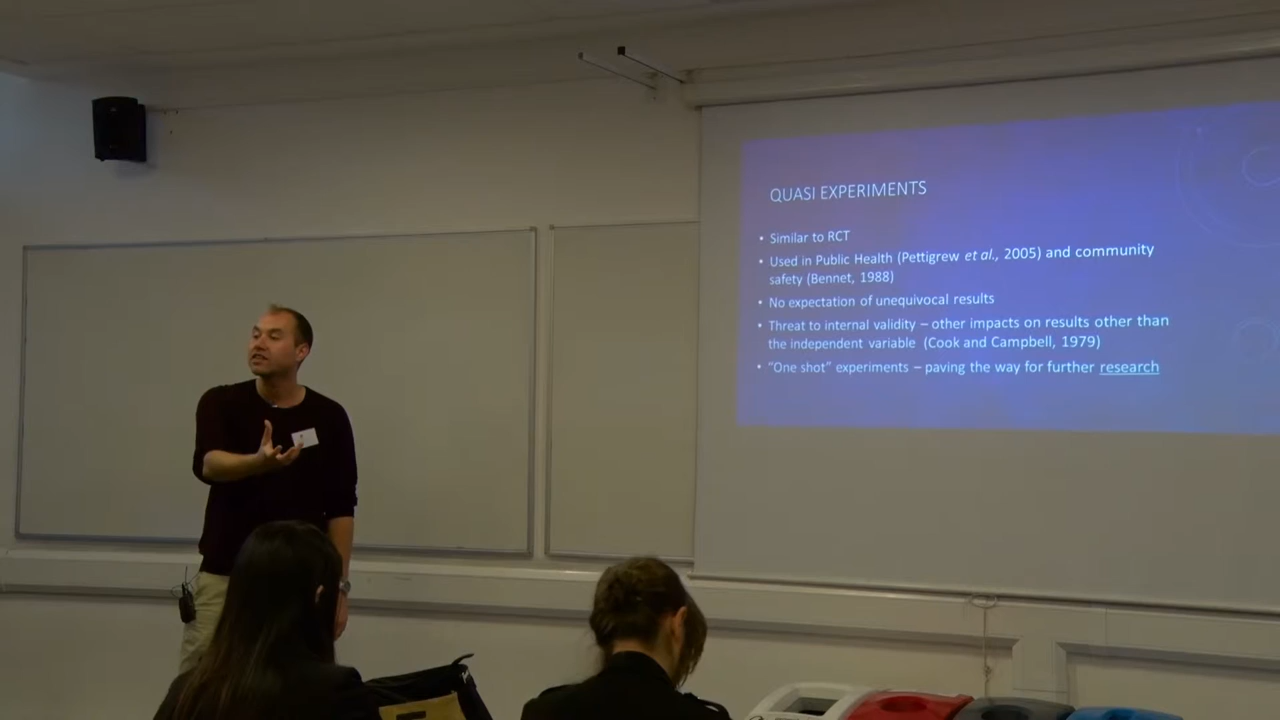 QUASI EXPERIMENTS
• Similar to RCT
• Used in Public Health (Pettigrew et al., 2005) and community
safety (Bennet, 1988)
• No expectation of unequivocal results
• Threat to internal validity – other impacts on results other than
the independent variable (Cook and Campbell, 1979)
• “One shot” experiments – paving the way for further research